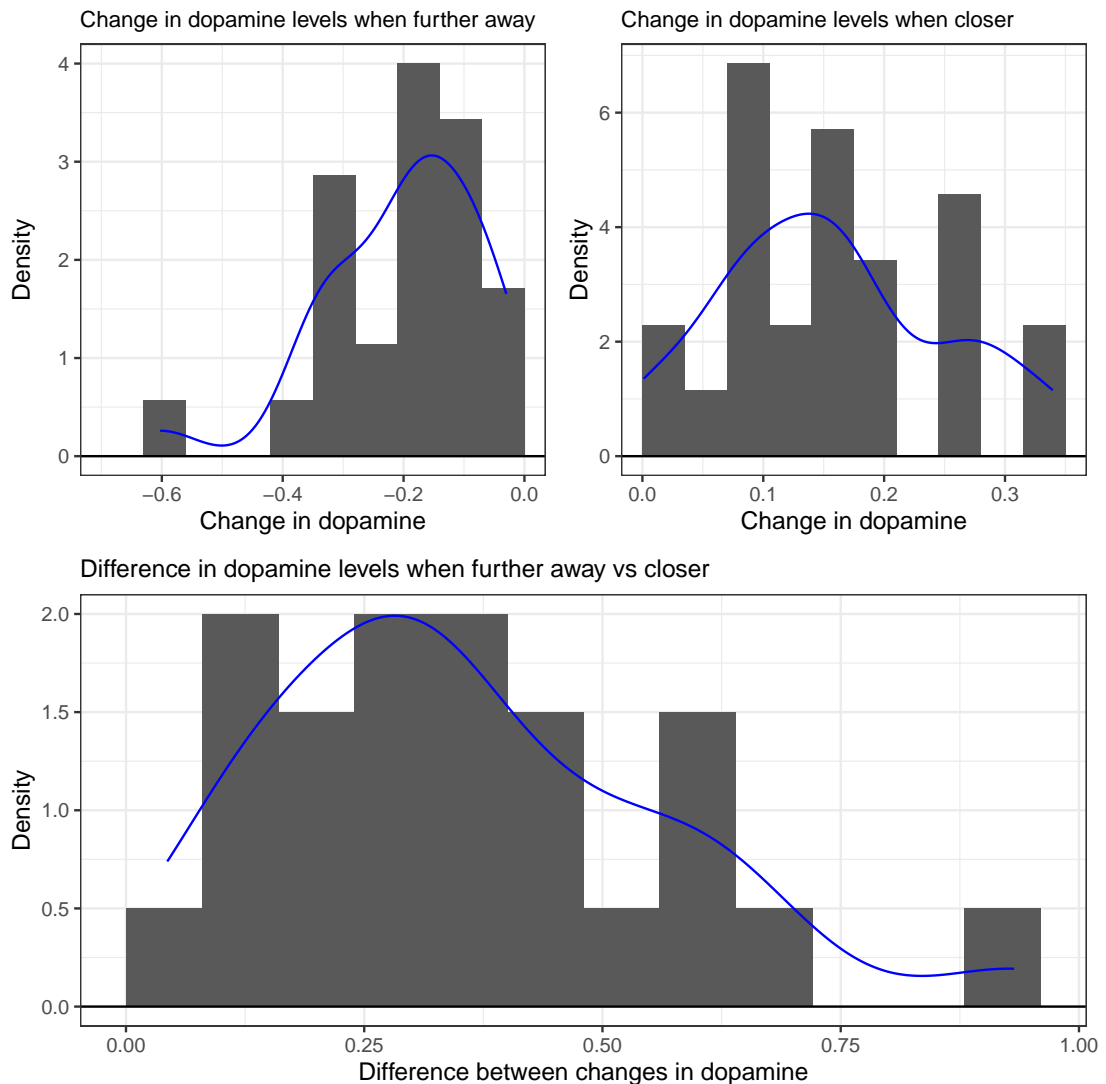 Change in dopamine levels when further away
Density
4
3
2
1
0
−0.6 −0.4 −0.2 0.0
Change in dopamine
Change in dopamine levels when closer
Density
6
4
2
0
0.0 0.1 0.2 0.3
Change in dopamine
Difference in dopamine levels when further away vs closer
Density
2.0
1.5
1.0
0.5
0.0
0.00 0.25 0.50 0.75 1.00
Difference between changes in dopamine